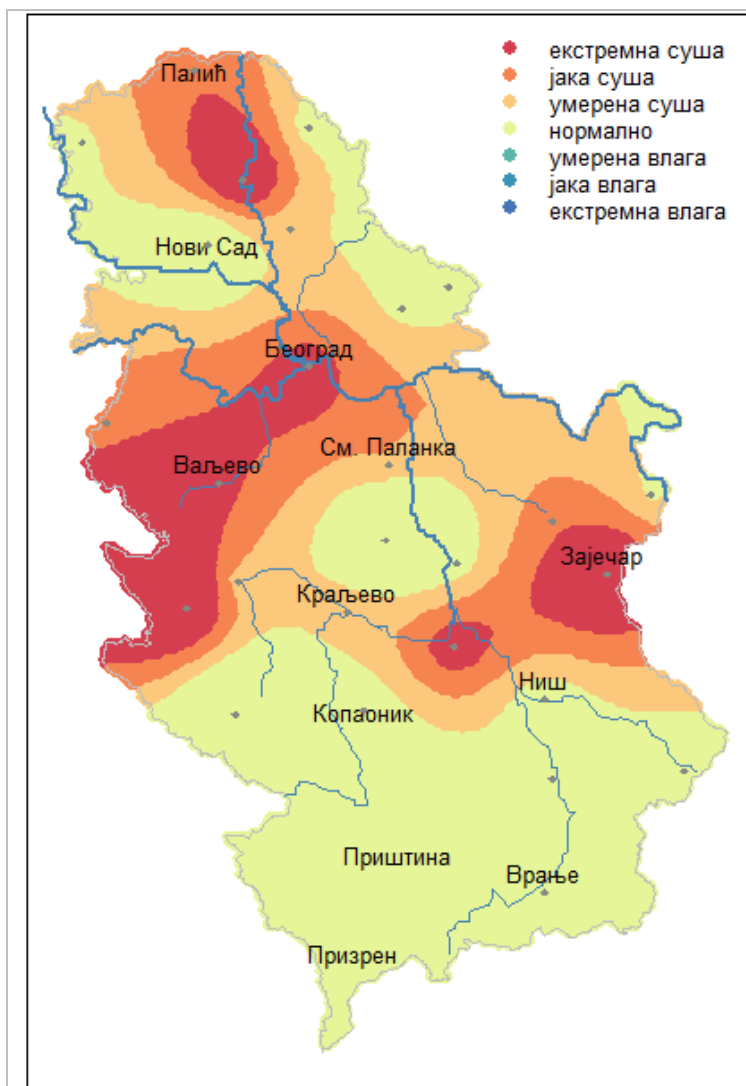 екстремна суша
јака суша
умерена суша
нормално
умерена влага
јака влага
екстремна влага
Палић
Нови Сад
Београд
См. Паланка
Ваљево
Зајечар
Краљево
Ниш
Копаоник
Приштина
Врање
Призрен